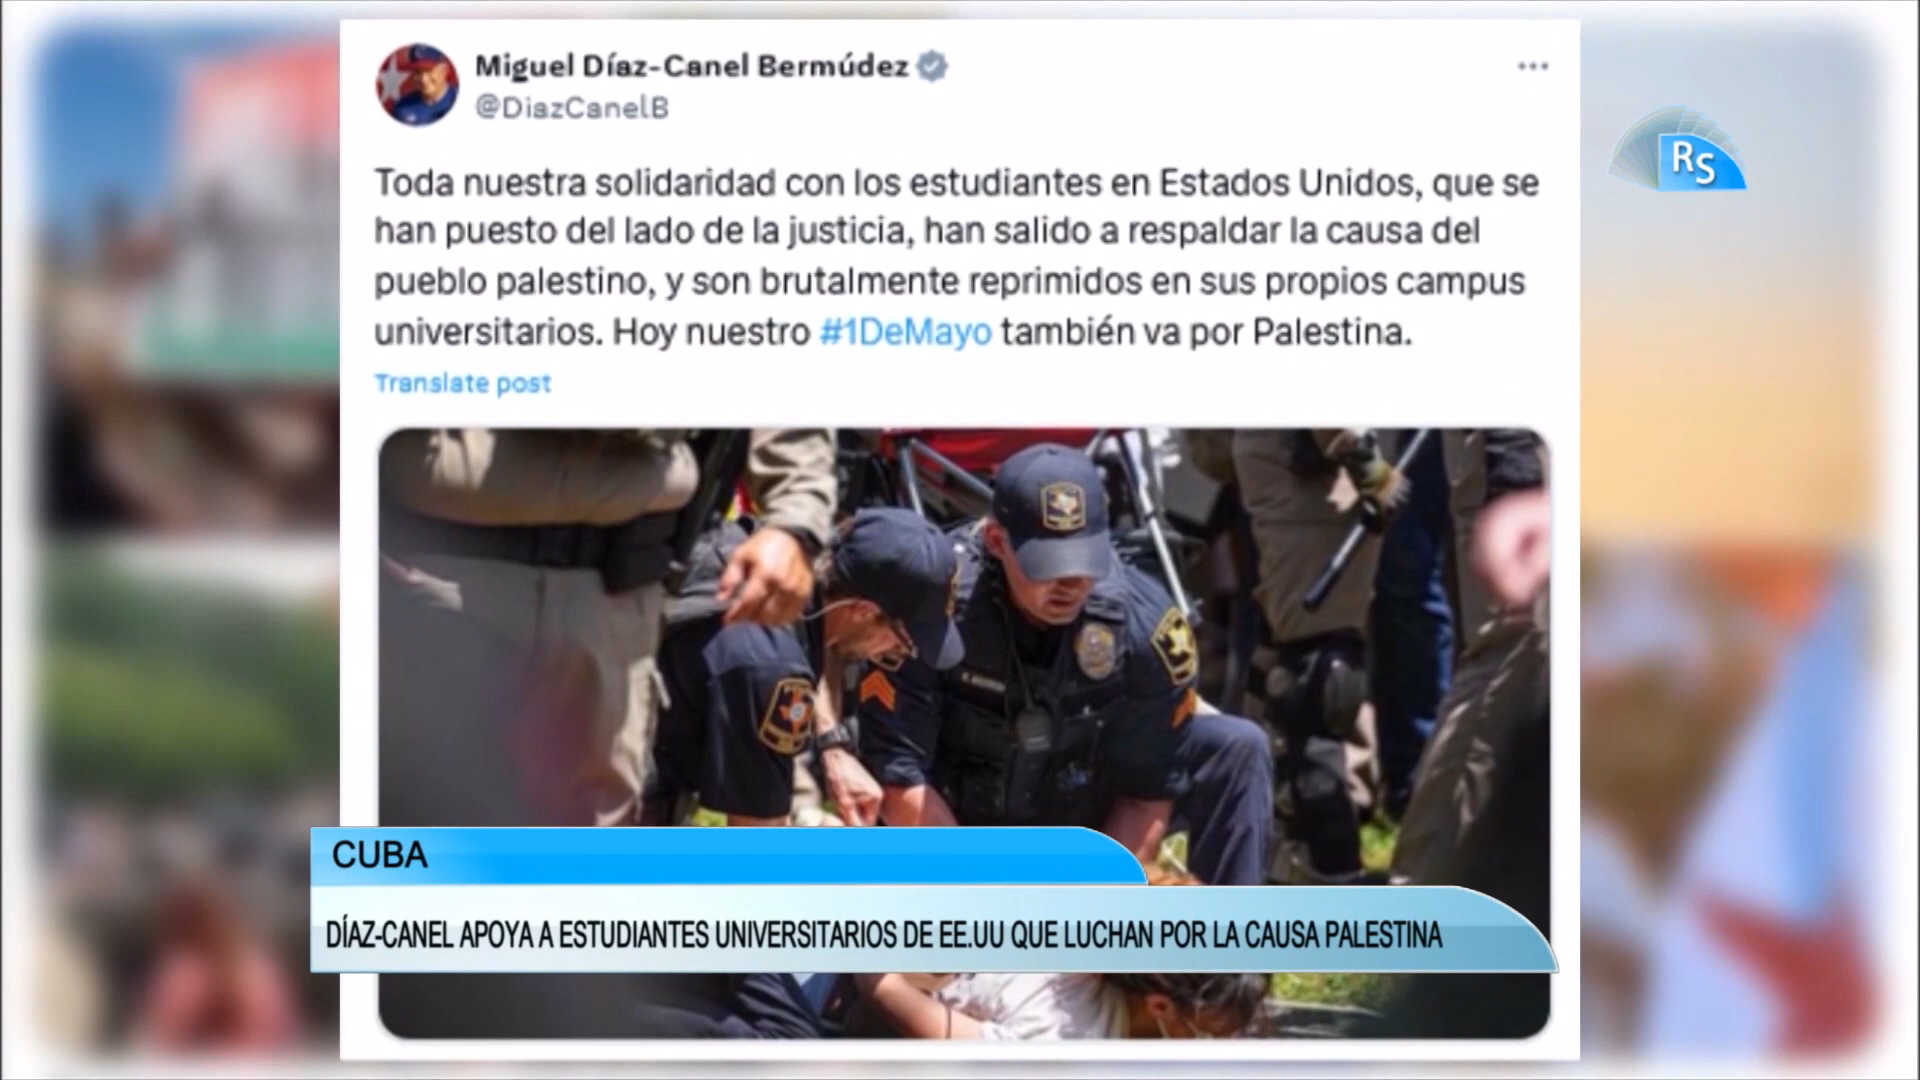 Miguel Díaz-Canel Bermúdez
@DiazCanelB
Toda nuestra solidaridad con los estudiantes en Estados Unidos, que se
han puesto del lado de la justicia, han salido a respaldar la causa del
pueblo palestino, y son brutalmente reprimidos en sus propios campus
universitarios. Hoy nuestro #1DeMayo también va por Palestina.
Translate post
RS
CUBA
DÍAZ-CANEL APOYA A ESTUDIANTES UNIVERSITARIOS DE EE.UU QUE LUCHAN POR LA CAUSA PALESTINA